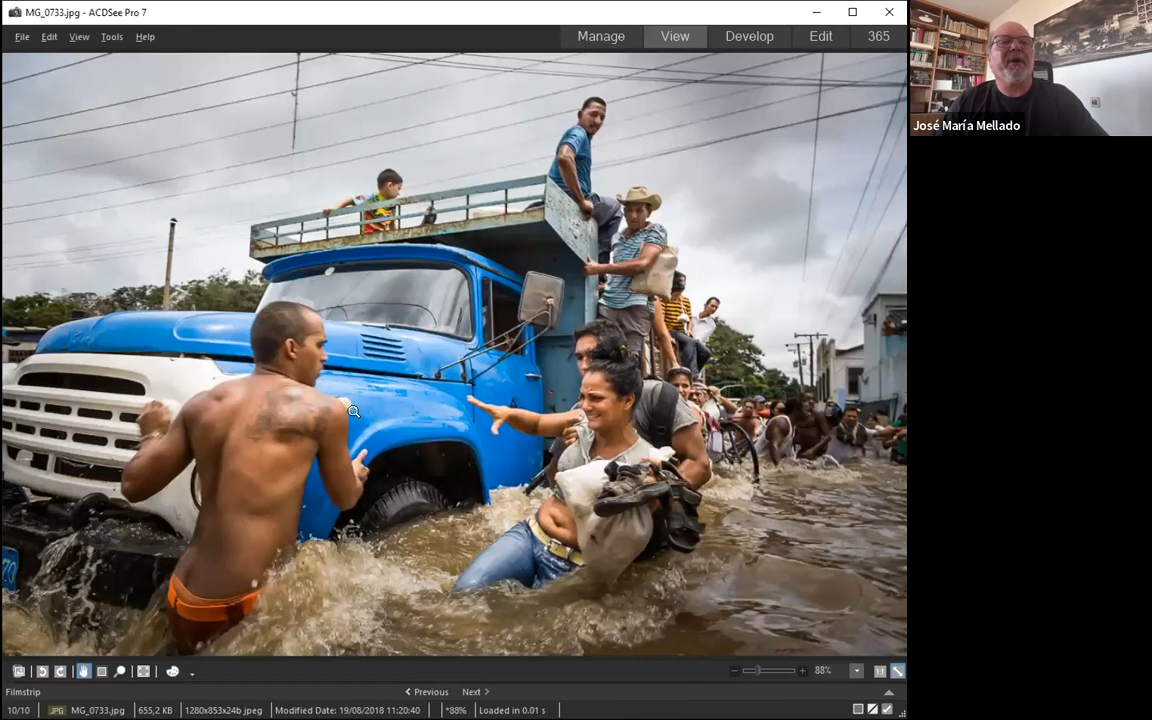 MG_0733.jpg - ACDSee Pro 7
File Edit View Tools Help
Manage View Develop Edit 365
José María Mellado
88%
Filmstrip
Previous Next
10/10 JPG MG_0733.jpg 655,2 KB 1280x853x24b jpeg Modified Date: 19/08/2018 11:20:40 *88% Loaded in 0.01 s